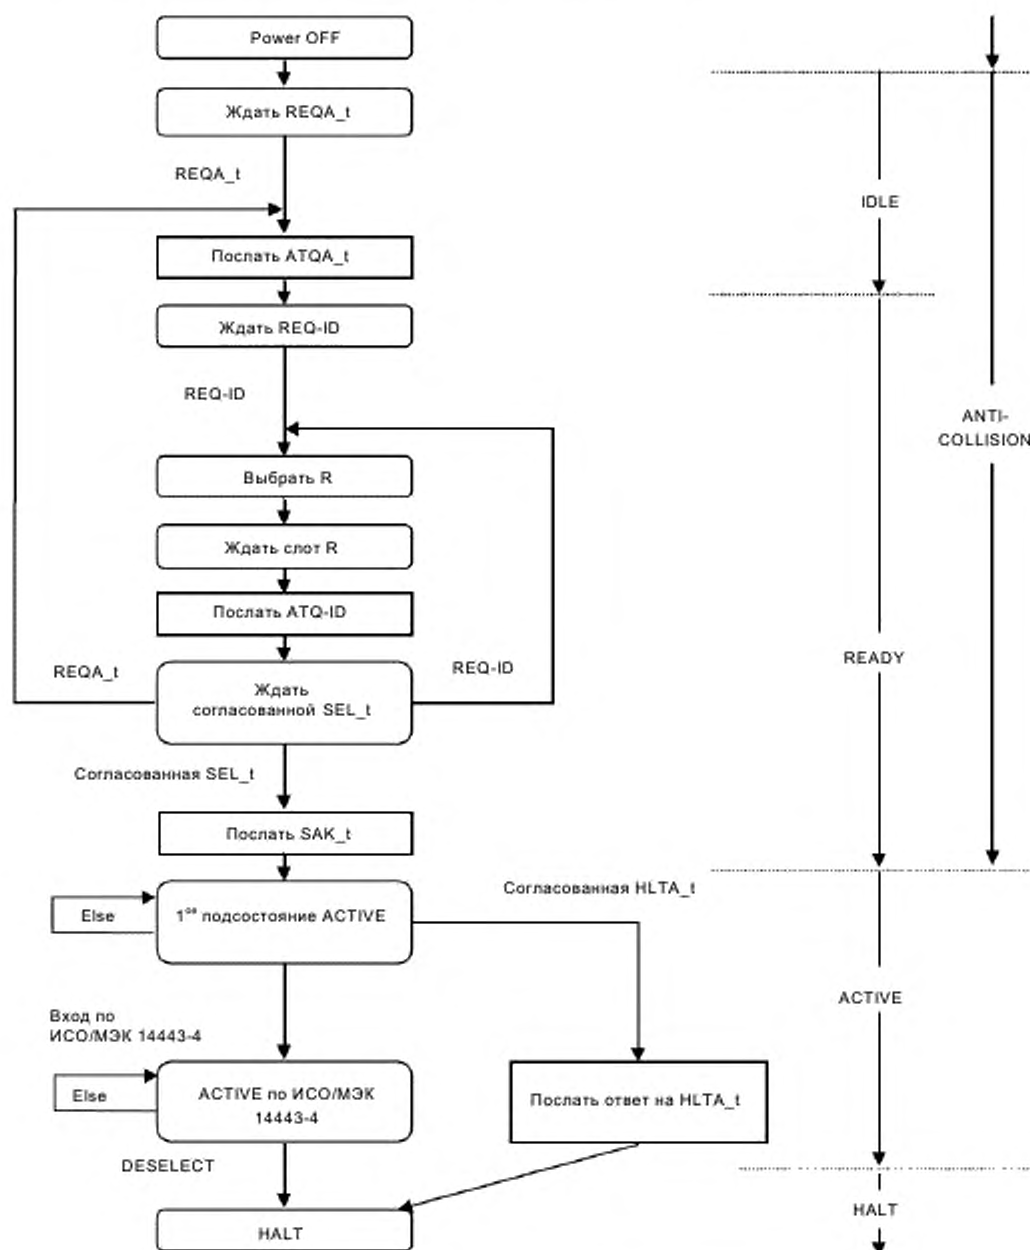 Power OFF
Ждать REQA_t
REQA_t
IDLE
Послать ATQA_t
Ждать REQ-ID
REQ-ID
ANTI-
COLLISION
Выбрать R
Ждать слот R
Послать ATQ-ID
READY
REQA_t
REQ-ID
Ждать
согласованной SEL_t
Согласованная SEL_t
Послать SAK_t
Согласованная HLTA_t
Else
1ое подсостояние ACTIVE
ACTIVE
Вход по
ИСО/МЭК 14443-4
Else
ACTIVE по ИСО/МЭК
14443-4
Послать ответ на HLTA_t
DESELECT
HALT
HALT